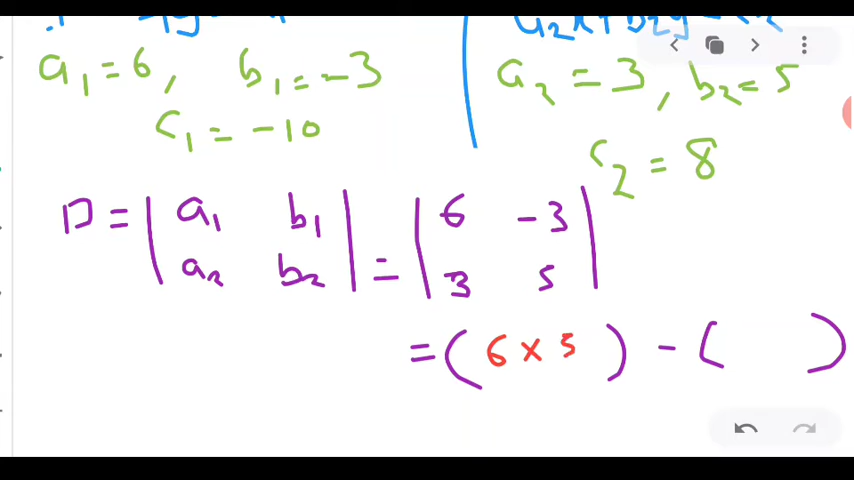 a₁ = 6, b₁ = -3
c₁ = -10
a₂ = 3, b₂ = 5
c₂ = 8
D = | a₁ b₁ | = | 6 -3 |
| a₂ b₂ | | 3 5 |
= ( 6 × 5 ) - ( )